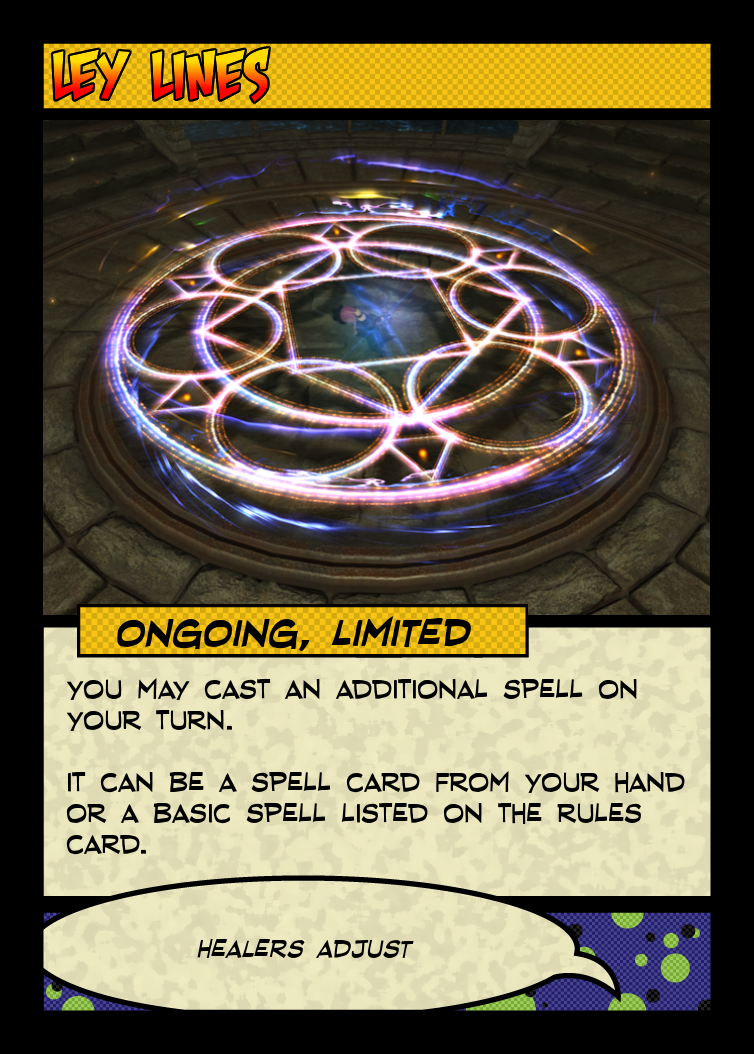 LEY LINES
ONGOING, LIMITED
YOU MAY CAST AN ADDITIONAL SPELL ON
YOUR TURN.
IT CAN BE A SPELL CARD FROM YOUR HAND
OR A BASIC SPELL LISTED ON THE RULES
CARD.
HEALERS ADJUST